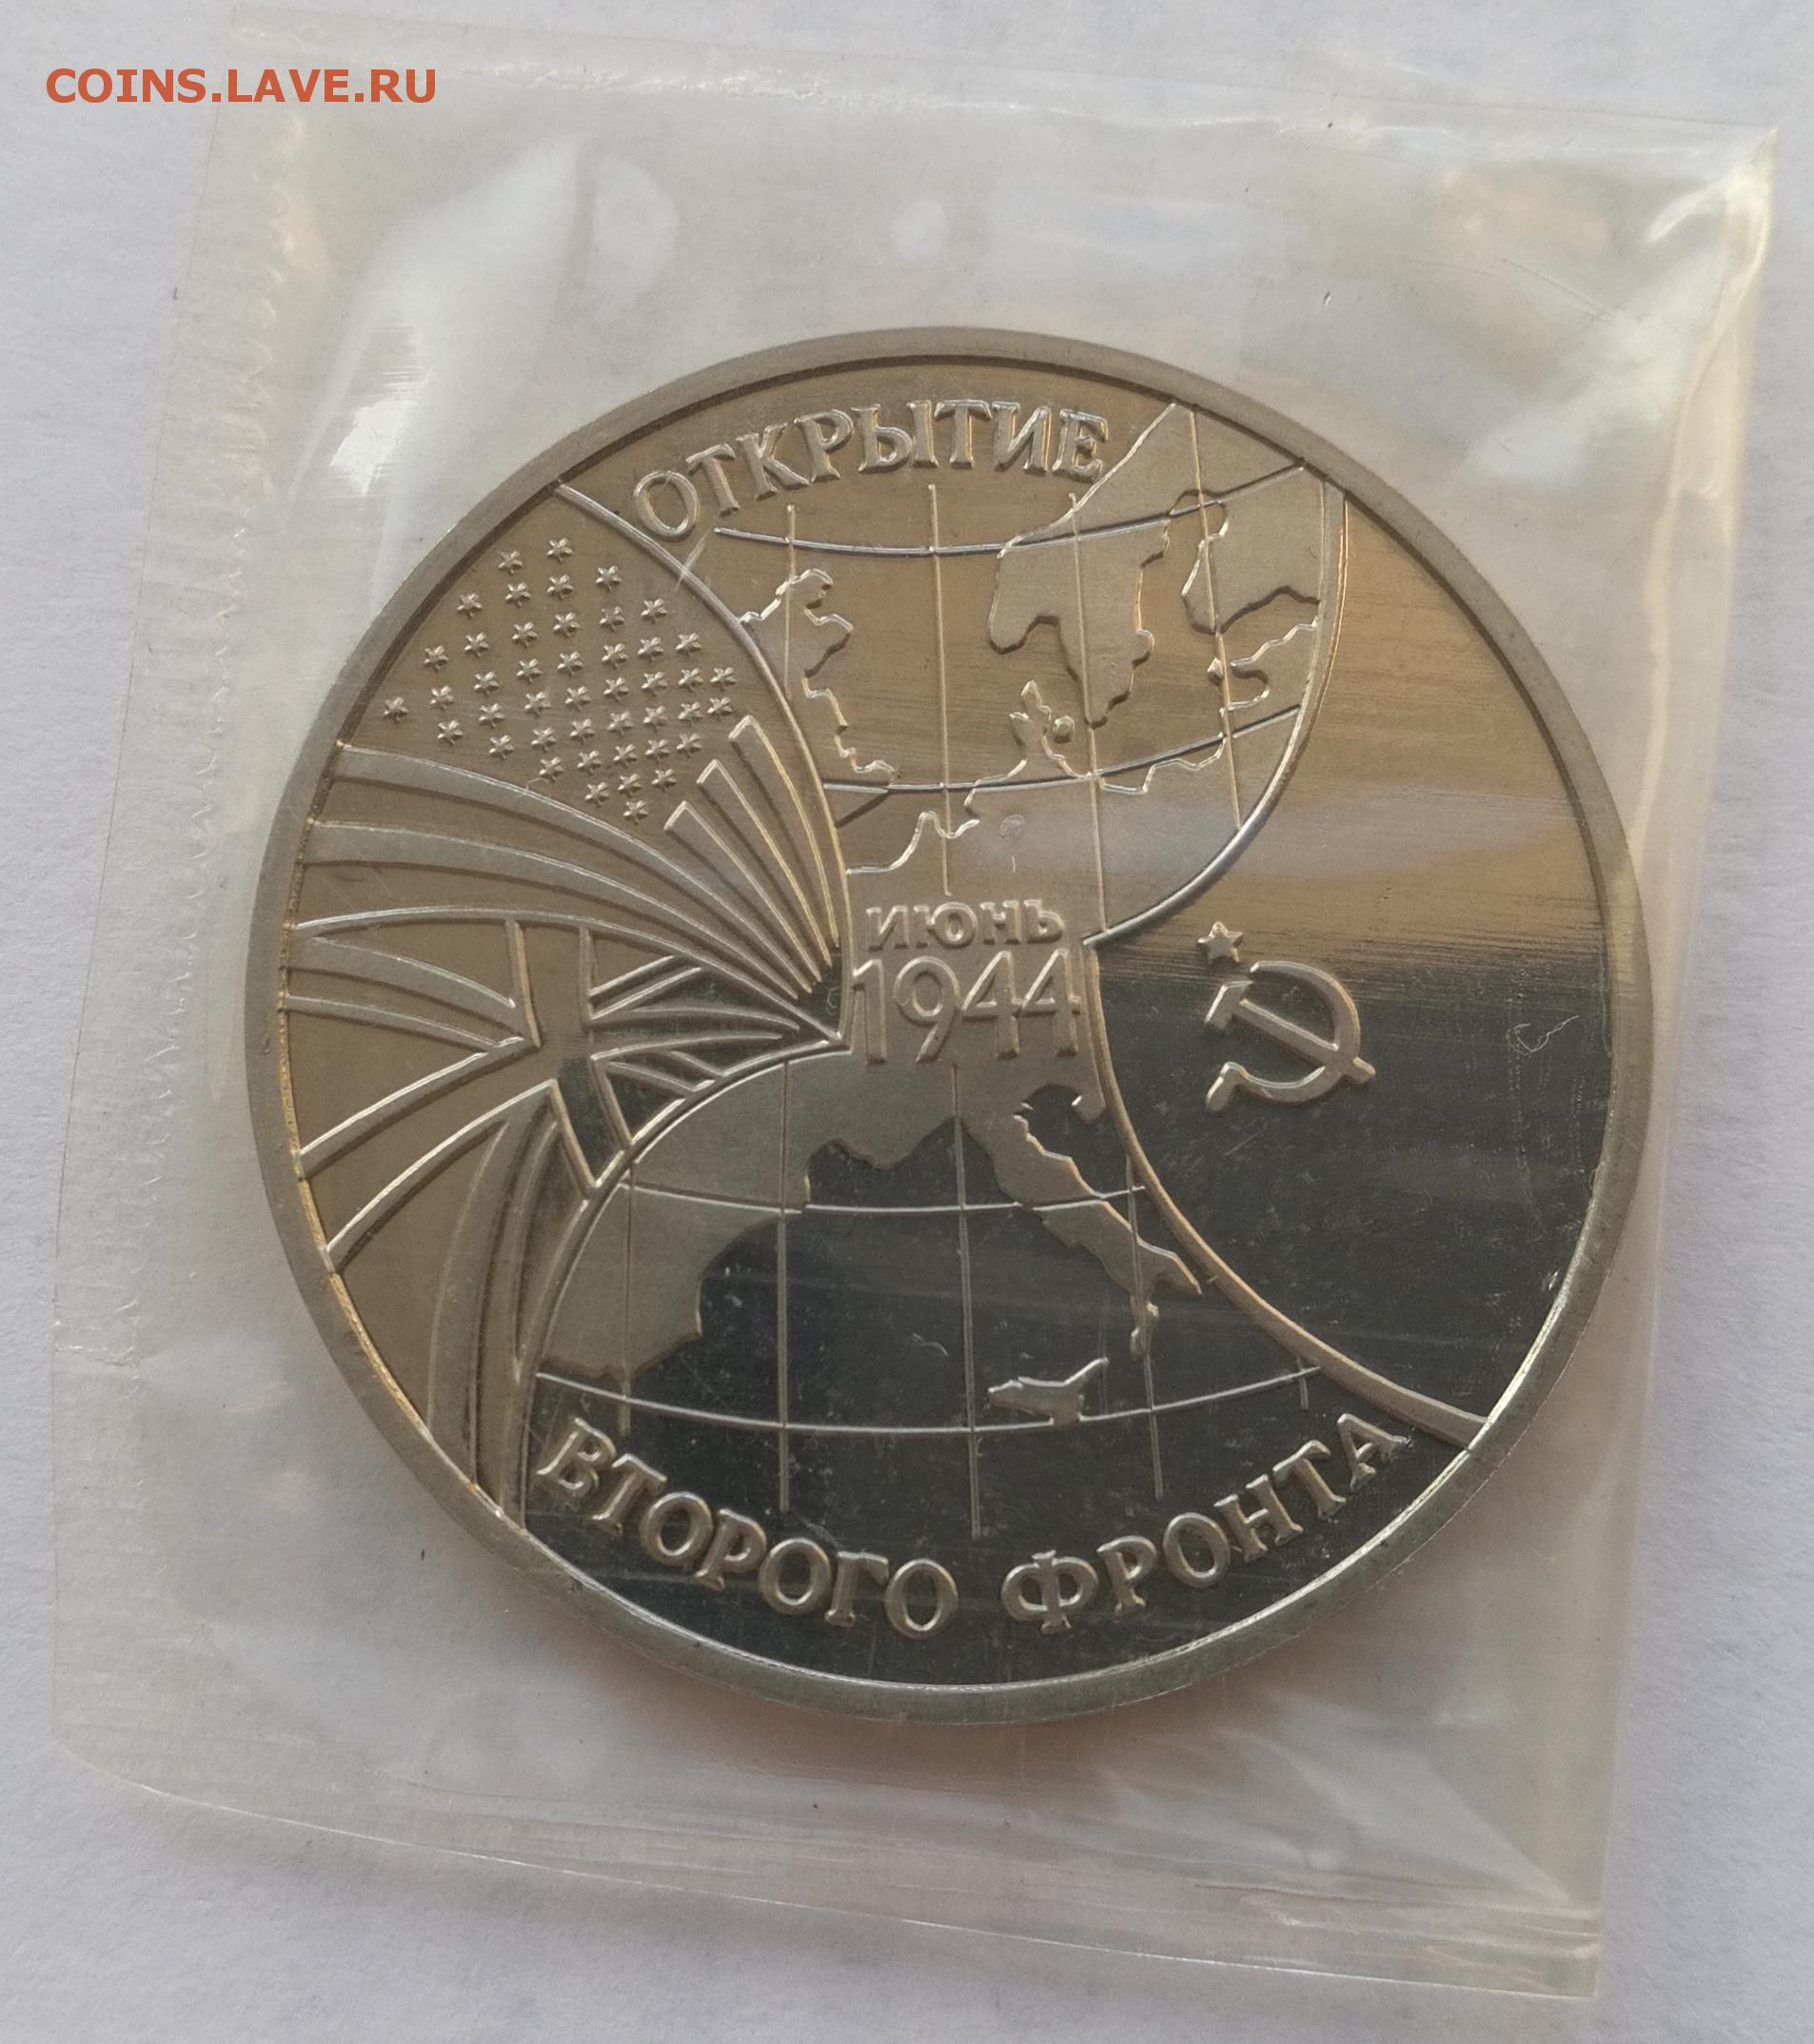 COINS.LAVE.RU
ОТКРЫТИЕ
ИЮНЬ
1944
ВТОРОГО ФРОНТА